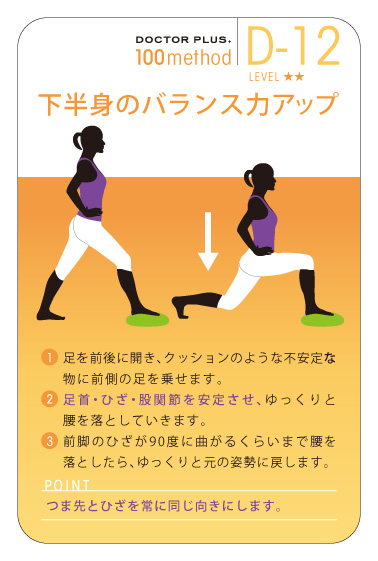 DOCTOR PLUS.
100method
D-12
LEVEL ★★
下半身のバランス力アップ
1 足を前後に開き、クッションのような不安定な
物に前側の足を乗せます。
2 足首・ひざ・股関節を安定させ、ゆっくりと
腰を落としていきます。
3 前脚のひざが90度に曲がるくらいまで腰を
落としたら、ゆっくりと元の姿勢に戻します。
POINT
つま先とひざを常に同じ向きにします。